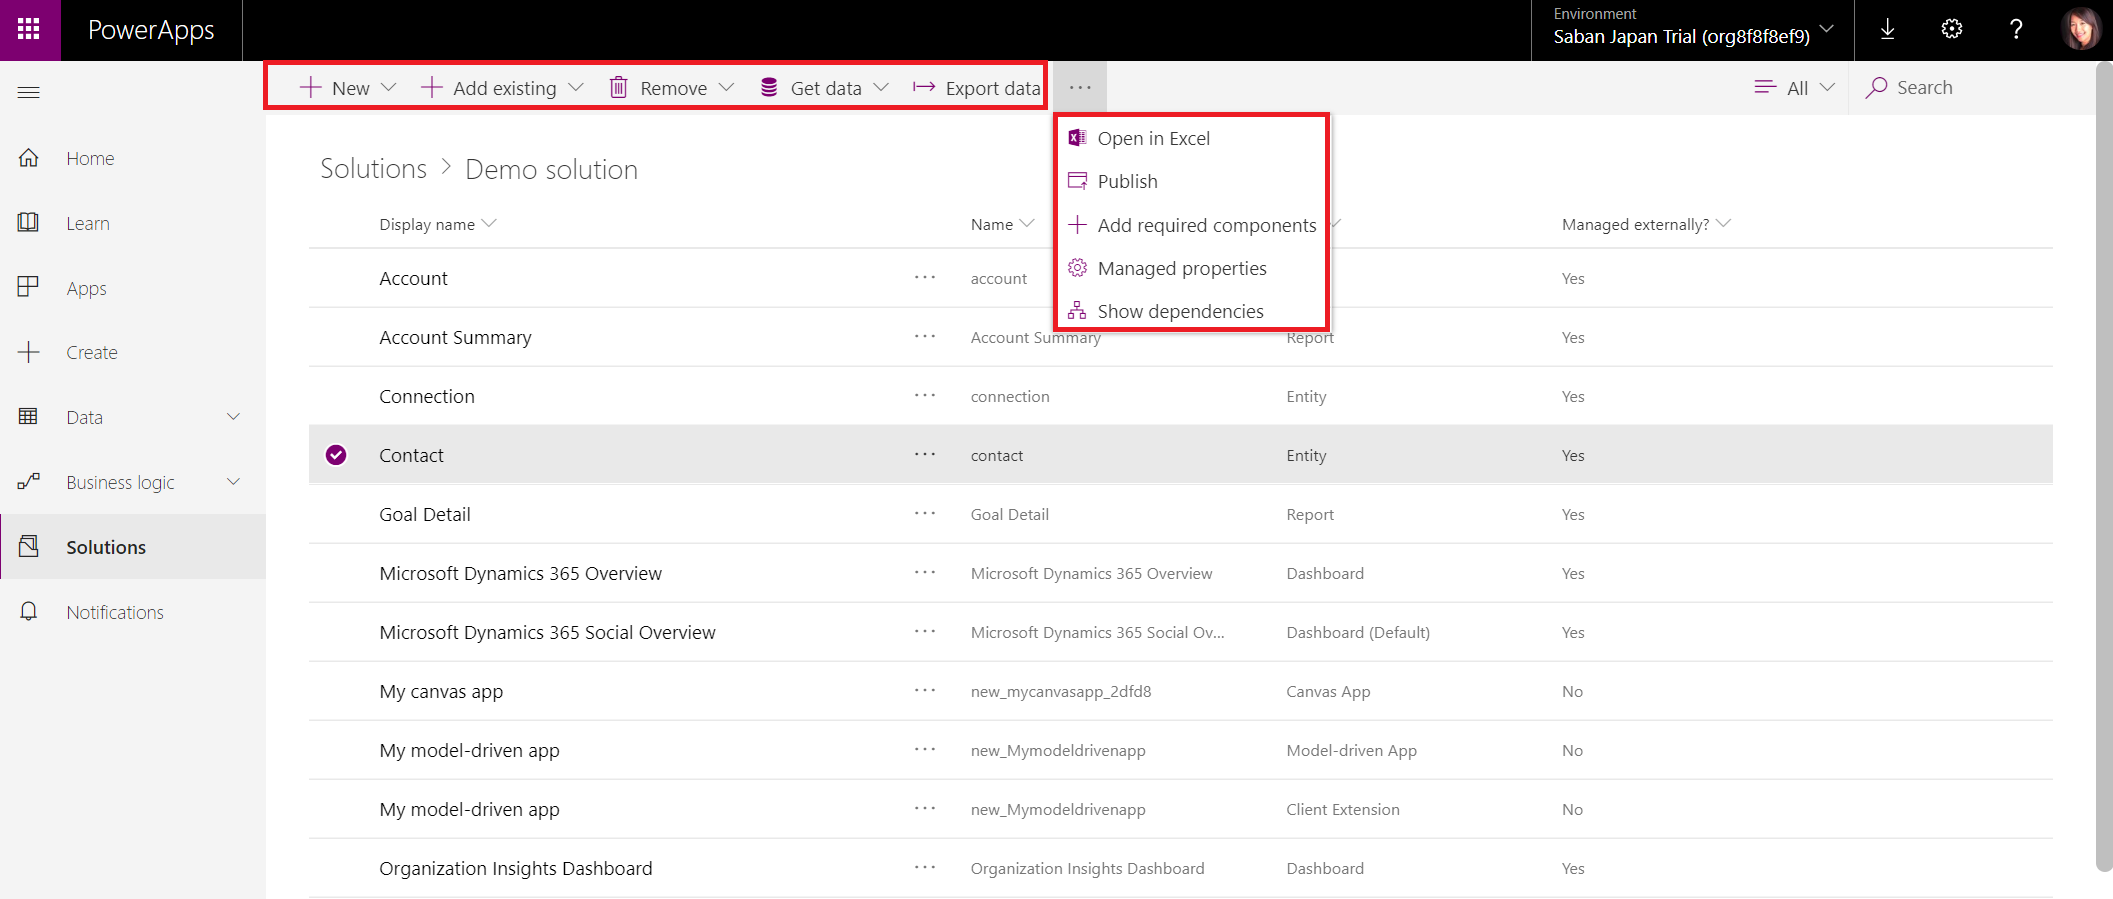 PowerApps
Environment
Saban Japan Trial (org8f8f8ef9)
?
New Add existing Remove Get data Export data ... All Search
Open in Excel
Publish
Add required components
Managed properties
Show dependencies
Home
Learn
Apps
Create
Data
Business logic
Solutions
Notifications
Solutions > Demo solution
Display name Name Managed externally?
Account ... account Yes
Account Summary ... Account Summary Report Yes
Connection ... connection Entity Yes
Contact ... contact Entity Yes
Goal Detail ... Goal Detail Report Yes
Microsoft Dynamics 365 Overview ... Microsoft Dynamics 365 Overview Dashboard Yes
Microsoft Dynamics 365 Social Overview ... Microsoft Dynamics 365 Social Ov... Dashboard (Default) Yes
My canvas app ... new_mycanvasapp_2dfd8 Canvas App No
My model-driven app ... new_Mymodeldrivenapp Model-driven App No
My model-driven app ... new_Mymodeldrivenapp Client Extension No
Organization Insights Dashboard ... Organization Insights Dashboard Dashboard Yes